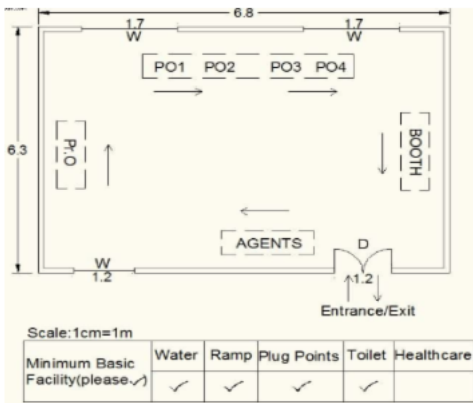 6.8
1.7 1.7
W W
PO1 PO2 PO3 PO4
6.3
Pr.O
BOOTH
AGENTS
W D
1.2 1.2
Entrance/Exit
Scale:1cm=1m
Minimum Basic Facility(please✓) Water Ramp Plug Points Toilet Healthcare
✓ ✓ ✓ ✓